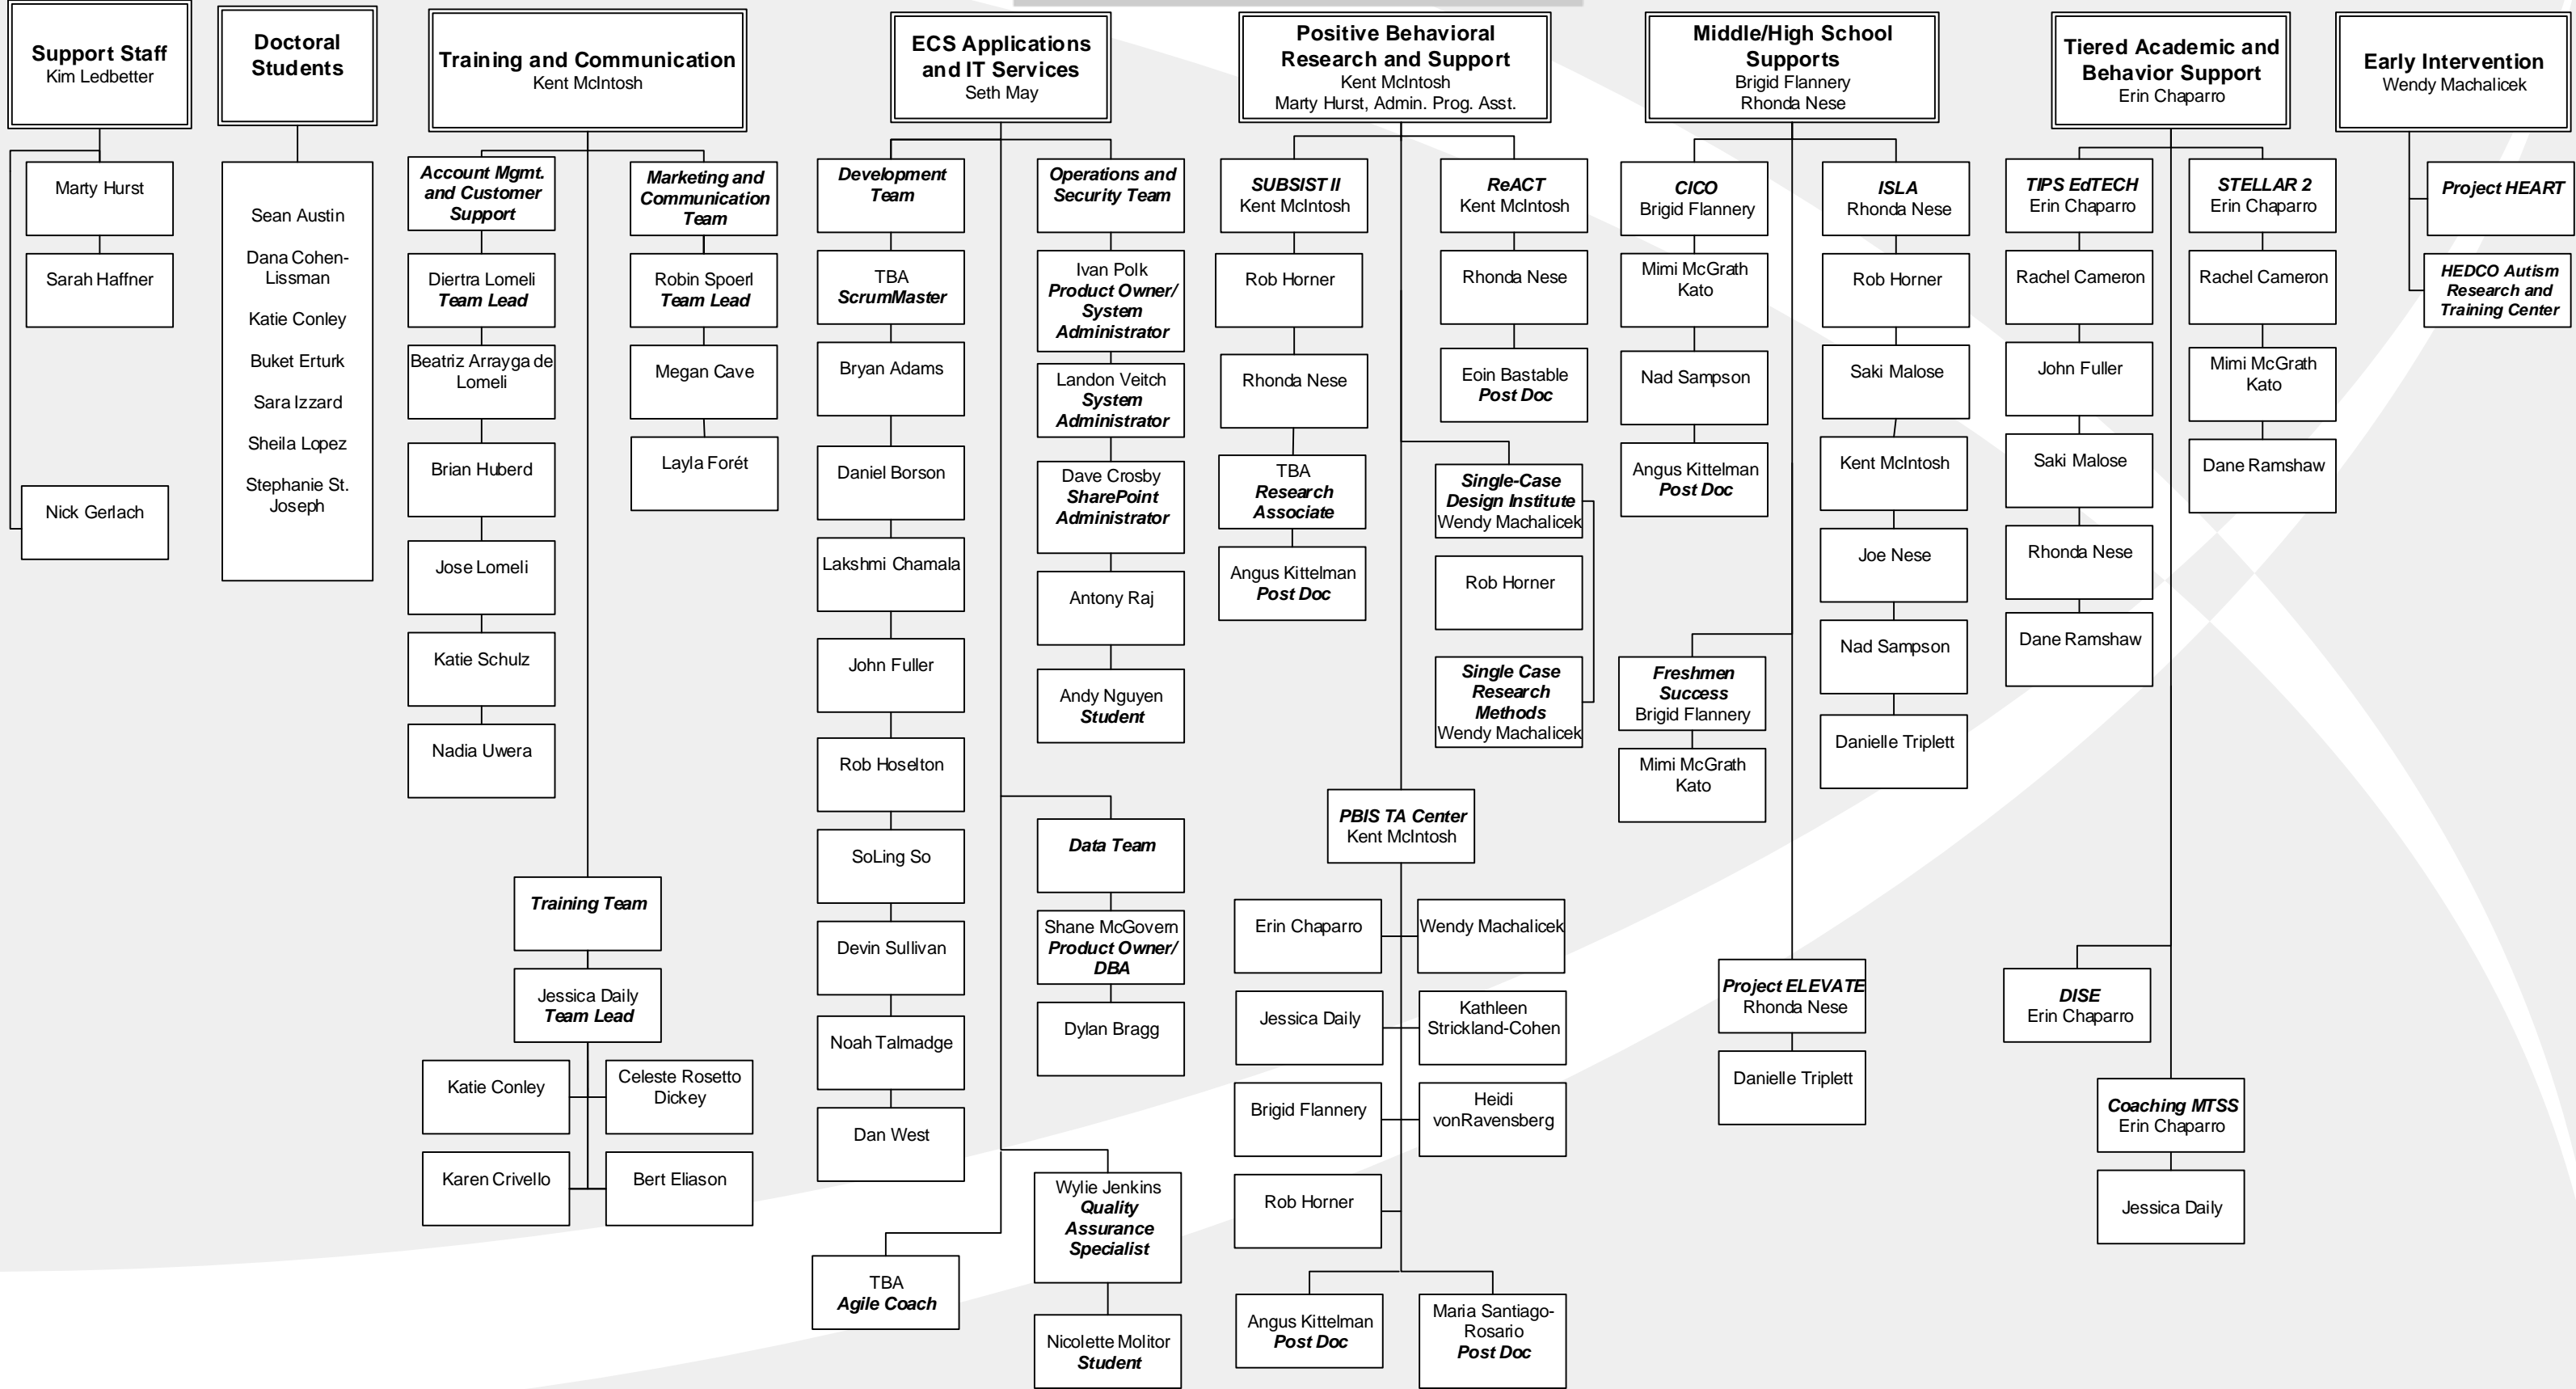 Support Staff
Kim Ledbetter
Marty Hurst
Sarah Haffner
Nick Gerlach
Doctoral
Students
Sean Austin
Dana Cohen-
Lissman
Katie Conley
Buket Erturk
Sara Izzard
Sheila Lopez
Stephanie St.
Joseph
Training and Communication
Kent McIntosh
Account Mgmt.
and Customer
Support
Diertra Lomeli
Team Lead
Beatriz Arrayga de
Lomeli
Brian Huberd
Jose Lomeli
Katie Schulz
Nadia Uwera
Marketing and
Communication
Team
Robin Spoerl
Team Lead
Megan Cave
Layla Forét
Training Team
Jessica Daily
Team Lead
Katie Conley
Celeste Rosetto
Dickey
Karen Crivello
Bert Eliason
ECS Applications
and IT Services
Seth May
Development
Team
TBA
ScrumMaster
Bryan Adams
Daniel Borson
Lakshmi Chamala
John Fuller
Rob Hoselton
SoLing So
Devin Sullivan
Noah Talmadge
Dan West
TBA
Agile Coach
Operations and
Security Team
Ivan Polk
Product Owner/
System
Administrator
Landon Veitch
System
Administrator
Dave Crosby
SharePoint
Administrator
Antony Raj
Andy Nguyen
Student
Data Team
Shane McGovern
Product Owner/
DBA
Dylan Bragg
Wylie Jenkins
Quality
Assurance
Specialist
Nicolette Molitor
Student
Positive Behavioral
Research and Support
Kent McIntosh
Marty Hurst, Admin. Prog. Asst.
SUBSIST II
Kent McIntosh
Rob Horner
Rhonda Nese
TBA
Research
Associate
Angus Kittelman
Post Doc
ReACT
Kent McIntosh
Rhonda Nese
Eoin Bastable
Post Doc
Single-Case
Design Institute
Wendy Machalicek
Rob Horner
Single Case
Research
Methods
Wendy Machalicek
PBIS TA Center
Kent McIntosh
Erin Chaparro
Wendy Machalicek
Jessica Daily
Kathleen
Strickland-Cohen
Brigid Flannery
Heidi
vonRavensberg
Rob Horner
Angus Kittelman
Post Doc
Maria Santiago-
Rosario
Post Doc
Middle/High School
Supports
Brigid Flannery
Rhonda Nese
CICO
Brigid Flannery
Mimi McGrath
Kato
Nad Sampson
Angus Kittelman
Post Doc
Freshmen
Success
Brigid Flannery
Mimi McGrath
Kato
ISLA
Rhonda Nese
Rob Horner
Saki Malose
Kent McIntosh
Joe Nese
Nad Sampson
Danielle Triplett
Project ELEVATE
Rhonda Nese
Danielle Triplett
Tiered Academic and
Behavior Support
Erin Chaparro
TIPS EdTECH
Erin Chaparro
Rachel Cameron
John Fuller
Saki Malose
Rhonda Nese
Dane Ramshaw
STELLAR 2
Erin Chaparro
Rachel Cameron
Mimi McGrath
Kato
Dane Ramshaw
DISE
Erin Chaparro
Coaching MTSS
Erin Chaparro
Jessica Daily
Early Intervention
Wendy Machalicek
Project HEART
HEDCO Autism
Research and
Training Center